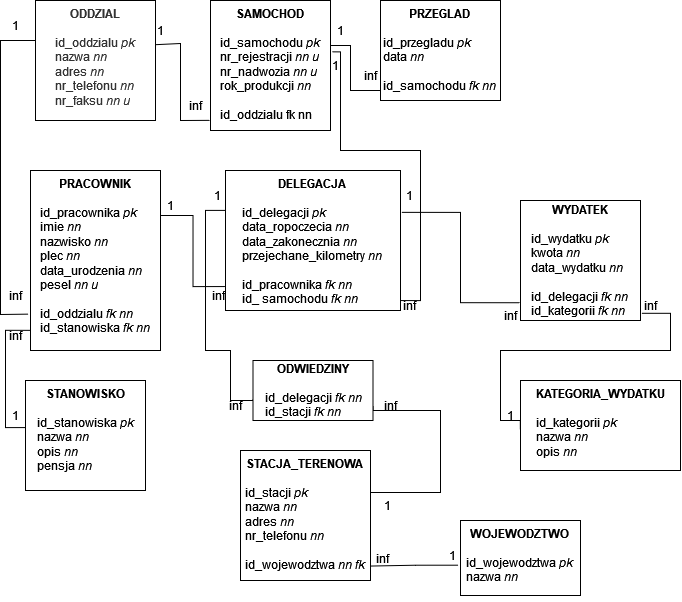 ODDZIAL
id_oddzialu pk
nazwa nn
adres nn
nr_telefonu nn
nr_faksu nn u
SAMOCHOD
id_samochodu pk
nr_rejestracji nn u
nr_nadwozia nn u
rok_produkcji nn
id_oddzialu fk nn
PRZEGLAD
id_przegladu pk
data nn
id_samochodu fk nn
1
1
inf
1
1
inf
PRACOWNIK
id_pracownika pk
imie nn
nazwisko nn
plec nn
data_urodzenia nn
pesel nn u
id_oddzialu fk nn
id_stanowiska fk nn
DELEGACJA
id_delegacji pk
data_ropoczecia nn
data_zakonecznia nn
przejechane_kilometry nn
id_pracownika fk nn
id_ samochodu fk nn
WYDATEK
id_wydatku pk
kwota nn
data_wydatku nn
id_delegacji fk nn
id_kategorii fk nn
1
1
1
inf
inf
inf
inf
inf
inf
STANOWISKO
id_stanowiska pk
nazwa nn
opis nn
pensja nn
1
ODWIEDZINY
id_delegacji fk nn
id_stacji fk nn
inf
inf
KATEGORIA_WYDATKU
id_kategorii pk
nazwa nn
opis nn
1
STACJA_TERENOWA
id_stacji pk
nazwa nn
adres nn
nr_telefonu nn
id_wojewodztwa nn fk
1
inf
1
WOJEWODZTWO
id_wojewodztwa pk
nazwa nn